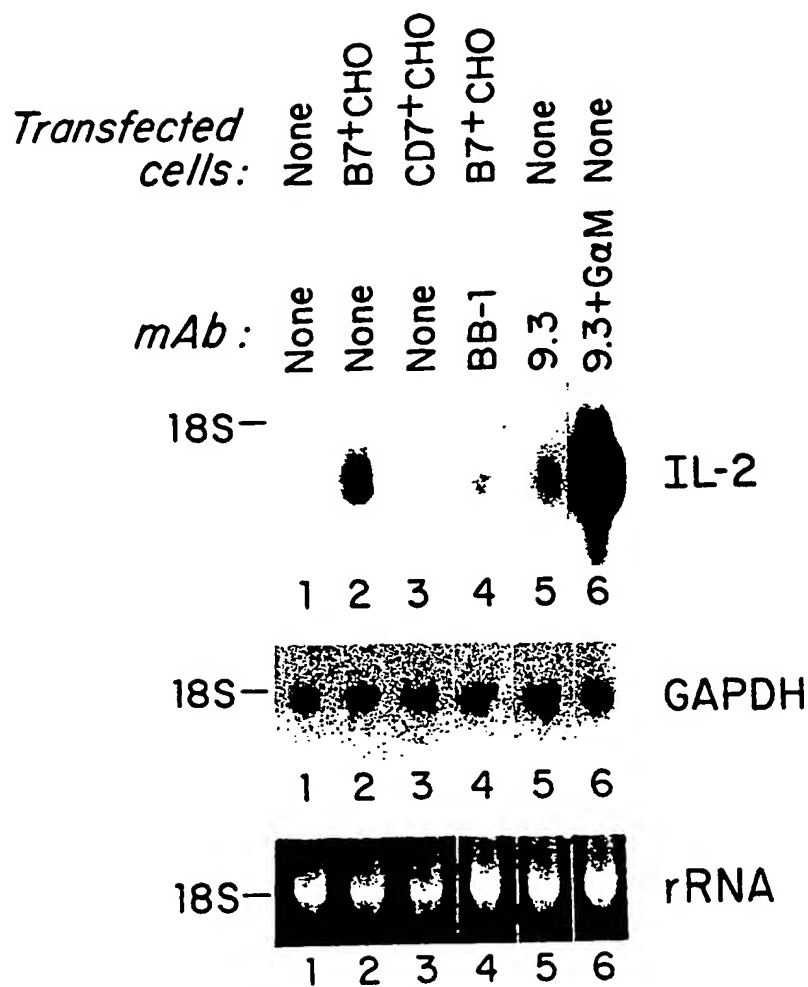 Transfected cells: None B7+CHO CD7+CHO B7+CHO None None
mAb: None None None BB-1 9.3 9.3+GαM
18S
IL-2
1 2 3 4 5 6
18S
GAPDH
1 2 3 4 5 6
18S
rRNA
1 2 3 4 5 6